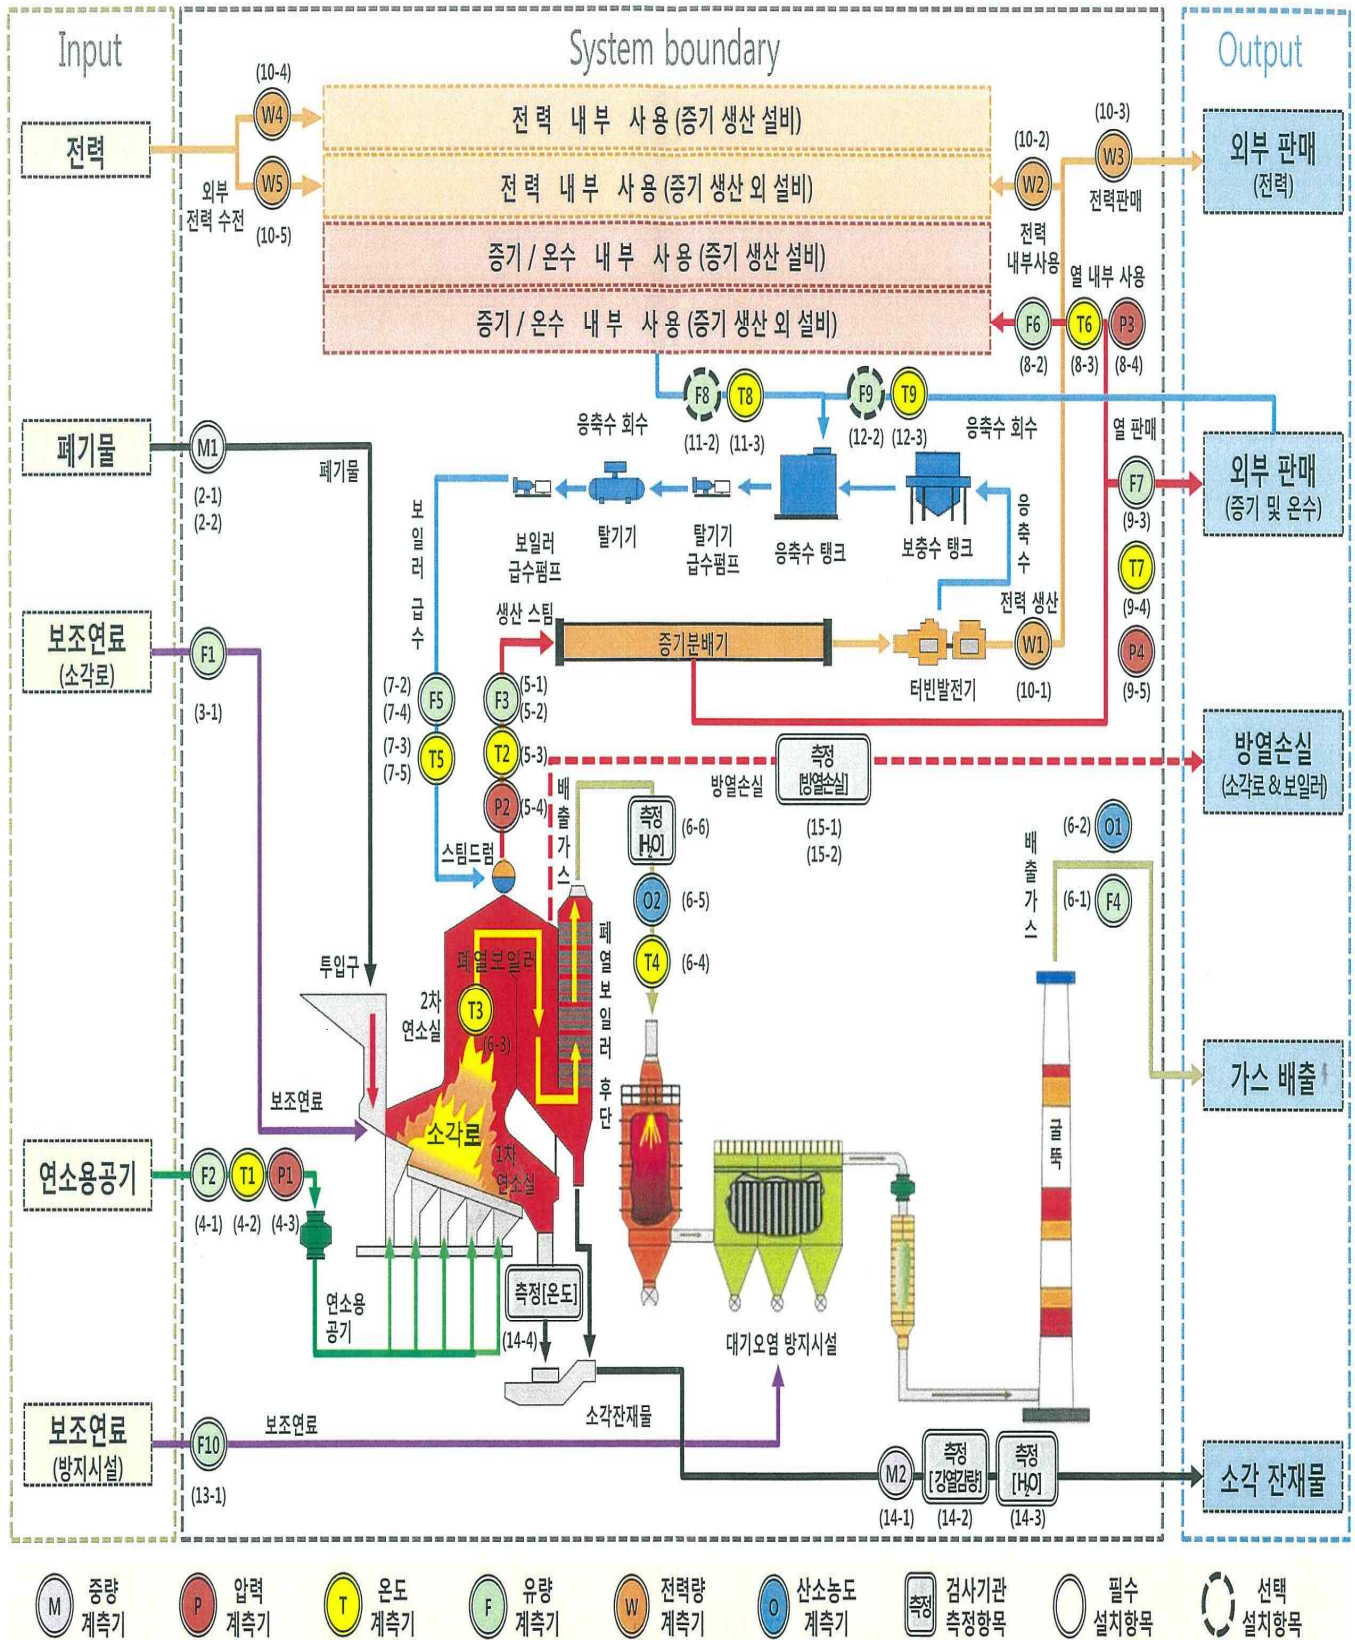 Input
System boundary
Output
(10-4)
W4
전력
W5
외부
전력 수전
(10-5)
전력 내부 사용 (증기 생산 설비)
전력 내부 사용 (증기 생산 외 설비)
증기 / 온수 내부 사용 (증기 생산 설비)
증기 / 온수 내부 사용 (증기 생산 외 설비)
(10-2)
W2
전력
내부사용
(10-3)
W3
전력판매
외부 판매
(전력)
열 내부 사용
F6
T6
P3
(8-2)
(8-3)
(8-4)
F8
T8
F9
T9
(11-2)
(11-3)
(12-2)
(12-3)
응축수 회수
응축수 회수
열 판매
F7
(9-3)
T7
(9-4)
P4
(9-5)
외부 판매
(증기 및 온수)
폐기물
M1
(2-1)
(2-2)
폐기물
보일러 급수
보일러
급수펌프
탈기기
탈기기
급수펌프
응축수 탱크
보충수 탱크
응축수
보조연료
(소각로)
F1
(3-1)
생산 스팀
증기분배기
터빈발전기
전력 생산
W1
(10-1)
(7-2)
(7-4)
F5
(7-3)
(7-5)
T5
F3
(5-1)
(5-2)
T2
(5-3)
P2
(5-4)
스팀드럼
배출가스
방열손실
측정
[방열손실]
(15-1)
(15-2)
방열손실
(소각로 & 보일러)
측정
[H₂O]
(6-6)
O2
(6-5)
T4
(6-4)
(6-2)
O1
(6-1)
F4
배출가스
투입구
2차
연소실
폐열보일러
T3
(6-3)
폐열보일러 후단
보조연료
소각로
1차
연소실
굴뚝
가스 배출
연소용공기
F2
T1
P1
(4-1)
(4-2)
(4-3)
연소용
공기
측정[온도]
(14-4)
대기오염 방지시설
소각잔재물
보조연료
(방지시설)
F10
(13-1)
보조연료
M2
(14-1)
측정
[강열감량]
(14-2)
측정
[H₂O]
(14-3)
소각 잔재물
M
중량
계측기
P
압력
계측기
T
온도
계측기
F
유량
계측기
W
전력량
계측기
O
산소농도
계측기
측정
검사기관
측정항목
필수
설치항목
선택
설치항목